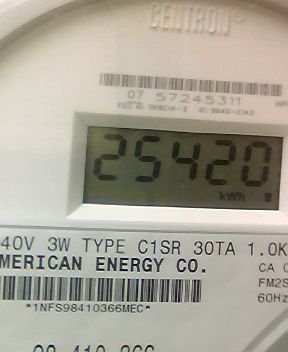 CENTRON®
07 57245311
25420
kWh
40V 3W TYPE C1SR 30TA 1.0K
MERICAN ENERGY CO.
CA 0
FM2S
60Hz
*1NFS98410366MEC*